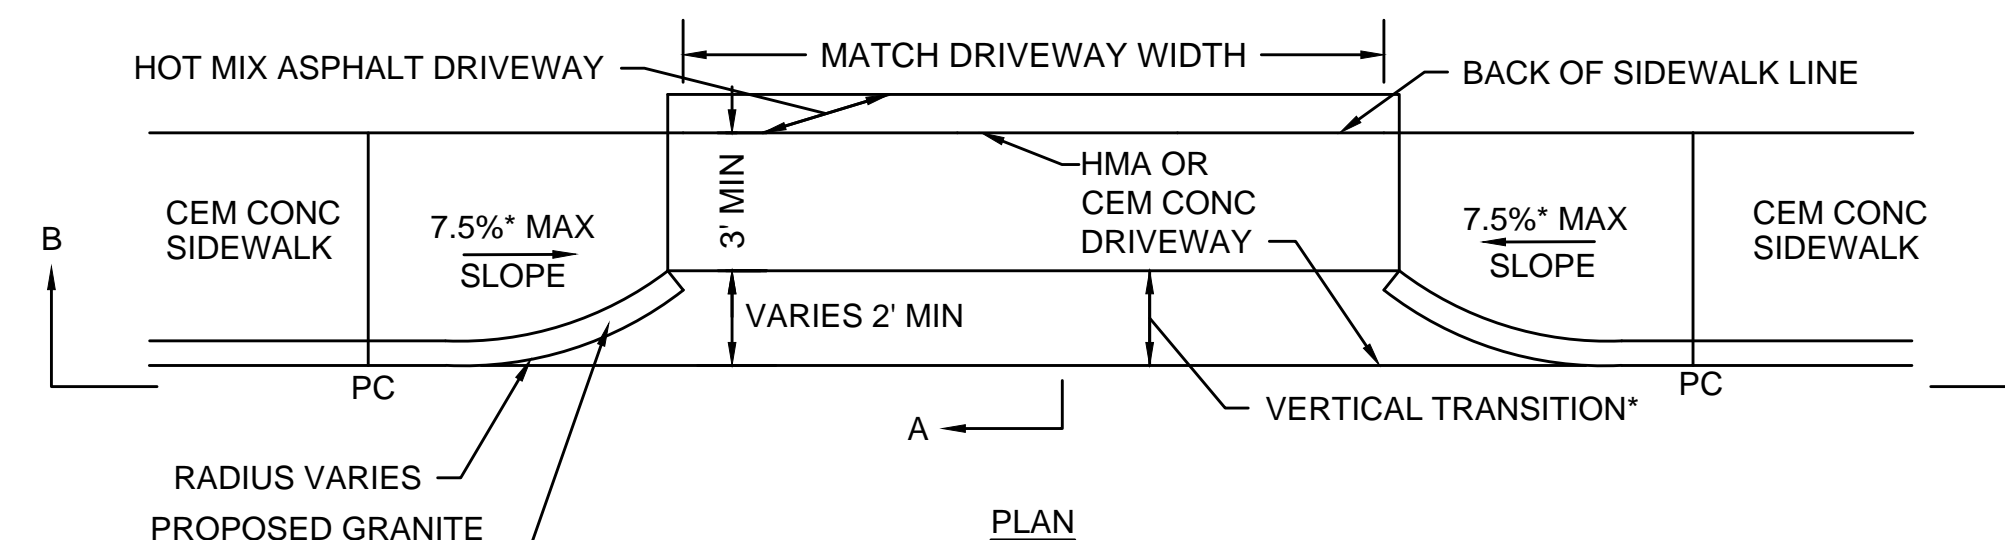 MATCH DRIVEWAY WIDTH
HOT MIX ASPHALT DRIVEWAY
BACK OF SIDEWALK LINE
3' MIN
HMA OR
CEM CONC
DRIVEWAY
CEM CONC
SIDEWALK
7.5%* MAX
SLOPE
7.5%* MAX
SLOPE
CEM CONC
SIDEWALK
B
VARIES 2' MIN
PC
PC
VERTICAL TRANSITION*
A
RADIUS VARIES
PROPOSED GRANITE
PLAN